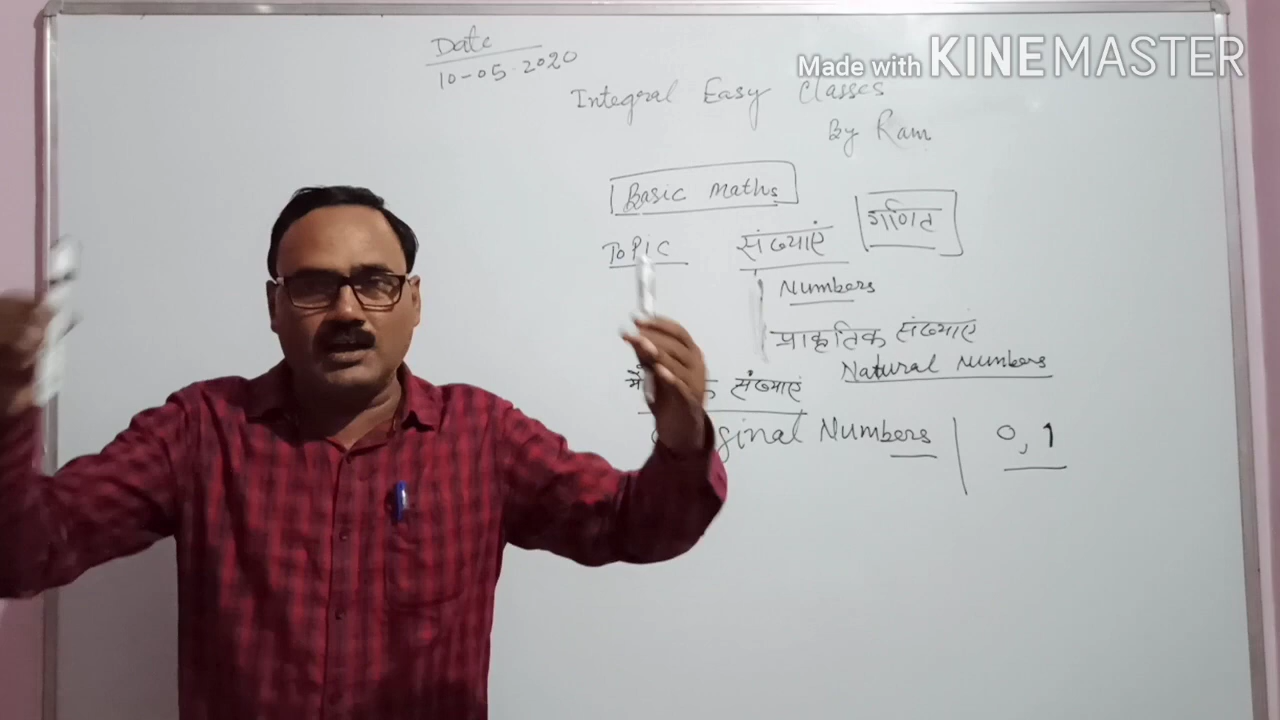 Made with KINEMASTER
Date
10-05-2020
Integral Easy Classes
By Ram
Basic Maths
गणित
Topic संख्याएं
Numbers
प्राकृतिक संख्याएं
Natural Numbers
संख्याएं
Numbers 0, 1